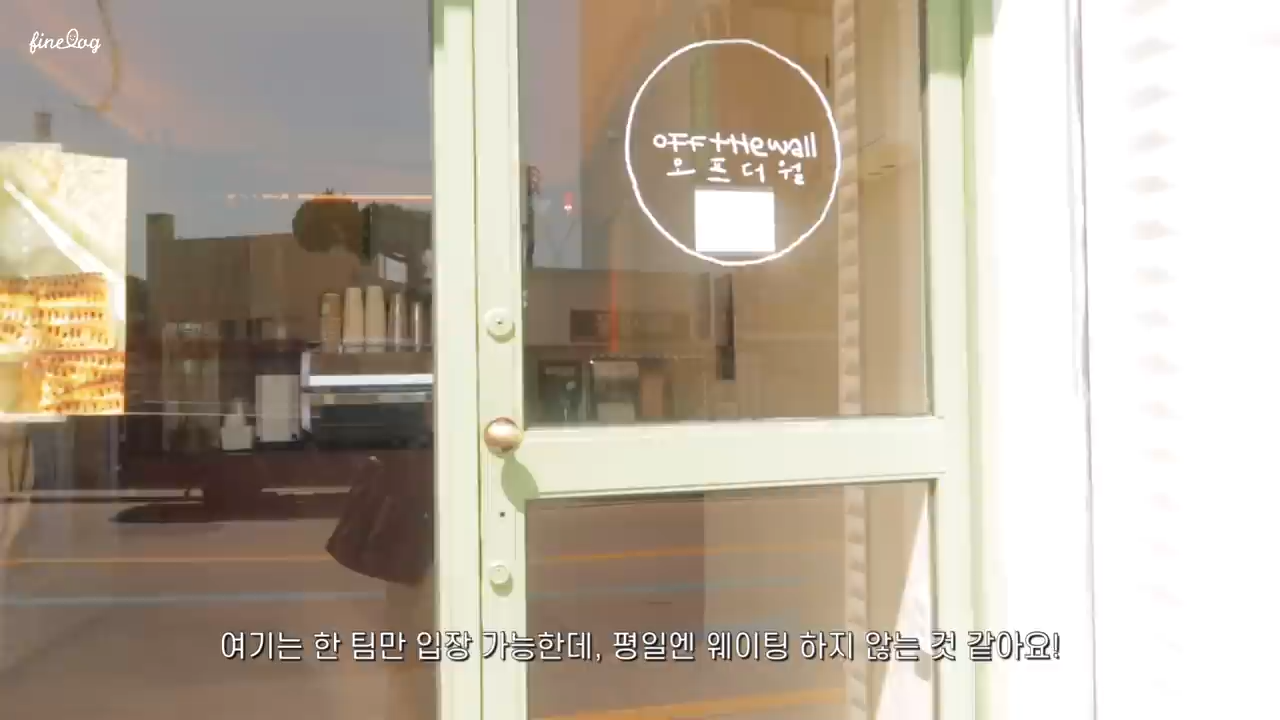 fineLog
OFFtHewall
오프더월
여기는 한 팀만 입장 가능한데, 평일엔 웨이팅 하지 않는 것 같아요!